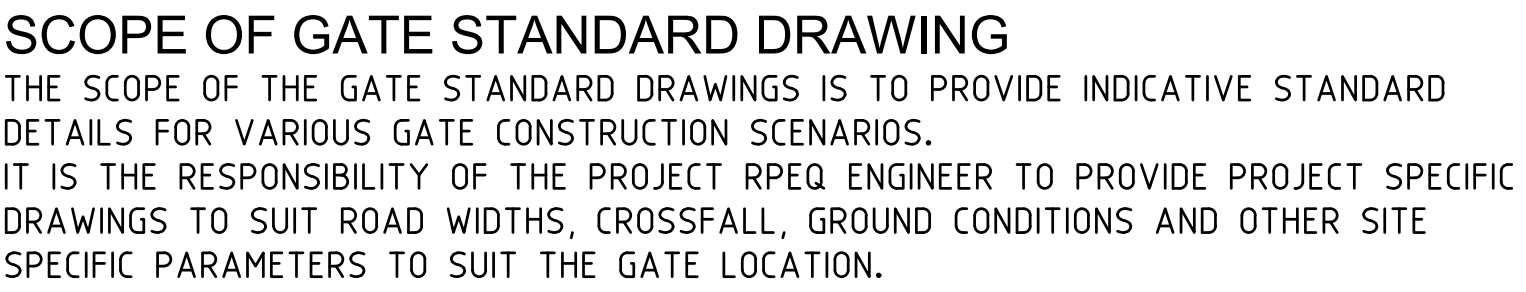 SCOPE OF GATE STANDARD DRAWING
THE SCOPE OF THE GATE STANDARD DRAWINGS IS TO PROVIDE INDICATIVE STANDARD
DETAILS FOR VARIOUS GATE CONSTRUCTION SCENARIOS.
IT IS THE RESPONSIBILITY OF THE PROJECT RPEQ ENGINEER TO PROVIDE PROJECT SPECIFIC
DRAWINGS TO SUIT ROAD WIDTHS, CROSSFALL, GROUND CONDITIONS AND OTHER SITE
SPECIFIC PARAMETERS TO SUIT THE GATE LOCATION.